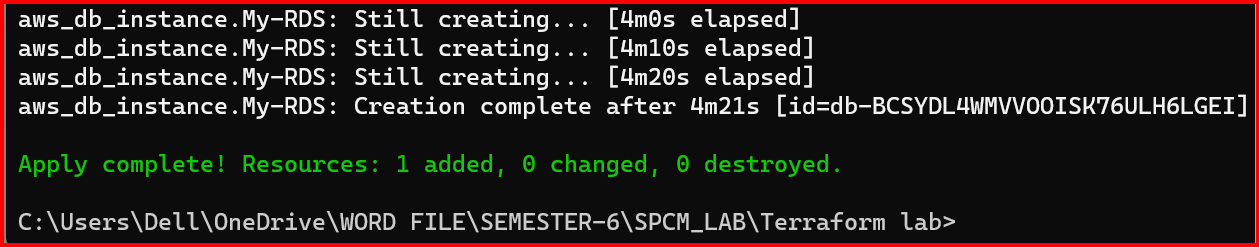 aws_db_instance.My-RDS: Still creating... [4m0s elapsed]
aws_db_instance.My-RDS: Still creating... [4m10s elapsed]
aws_db_instance.My-RDS: Still creating... [4m20s elapsed]
aws_db_instance.My-RDS: Creation complete after 4m21s [id=db-BCSYDL4WMVVOOISK76ULH6LGEI]
Apply complete! Resources: 1 added, 0 changed, 0 destroyed.
C:\Users\Dell\OneDrive\WORD FILE\SEMESTER-6\SPCM_LAB\Terraform lab>